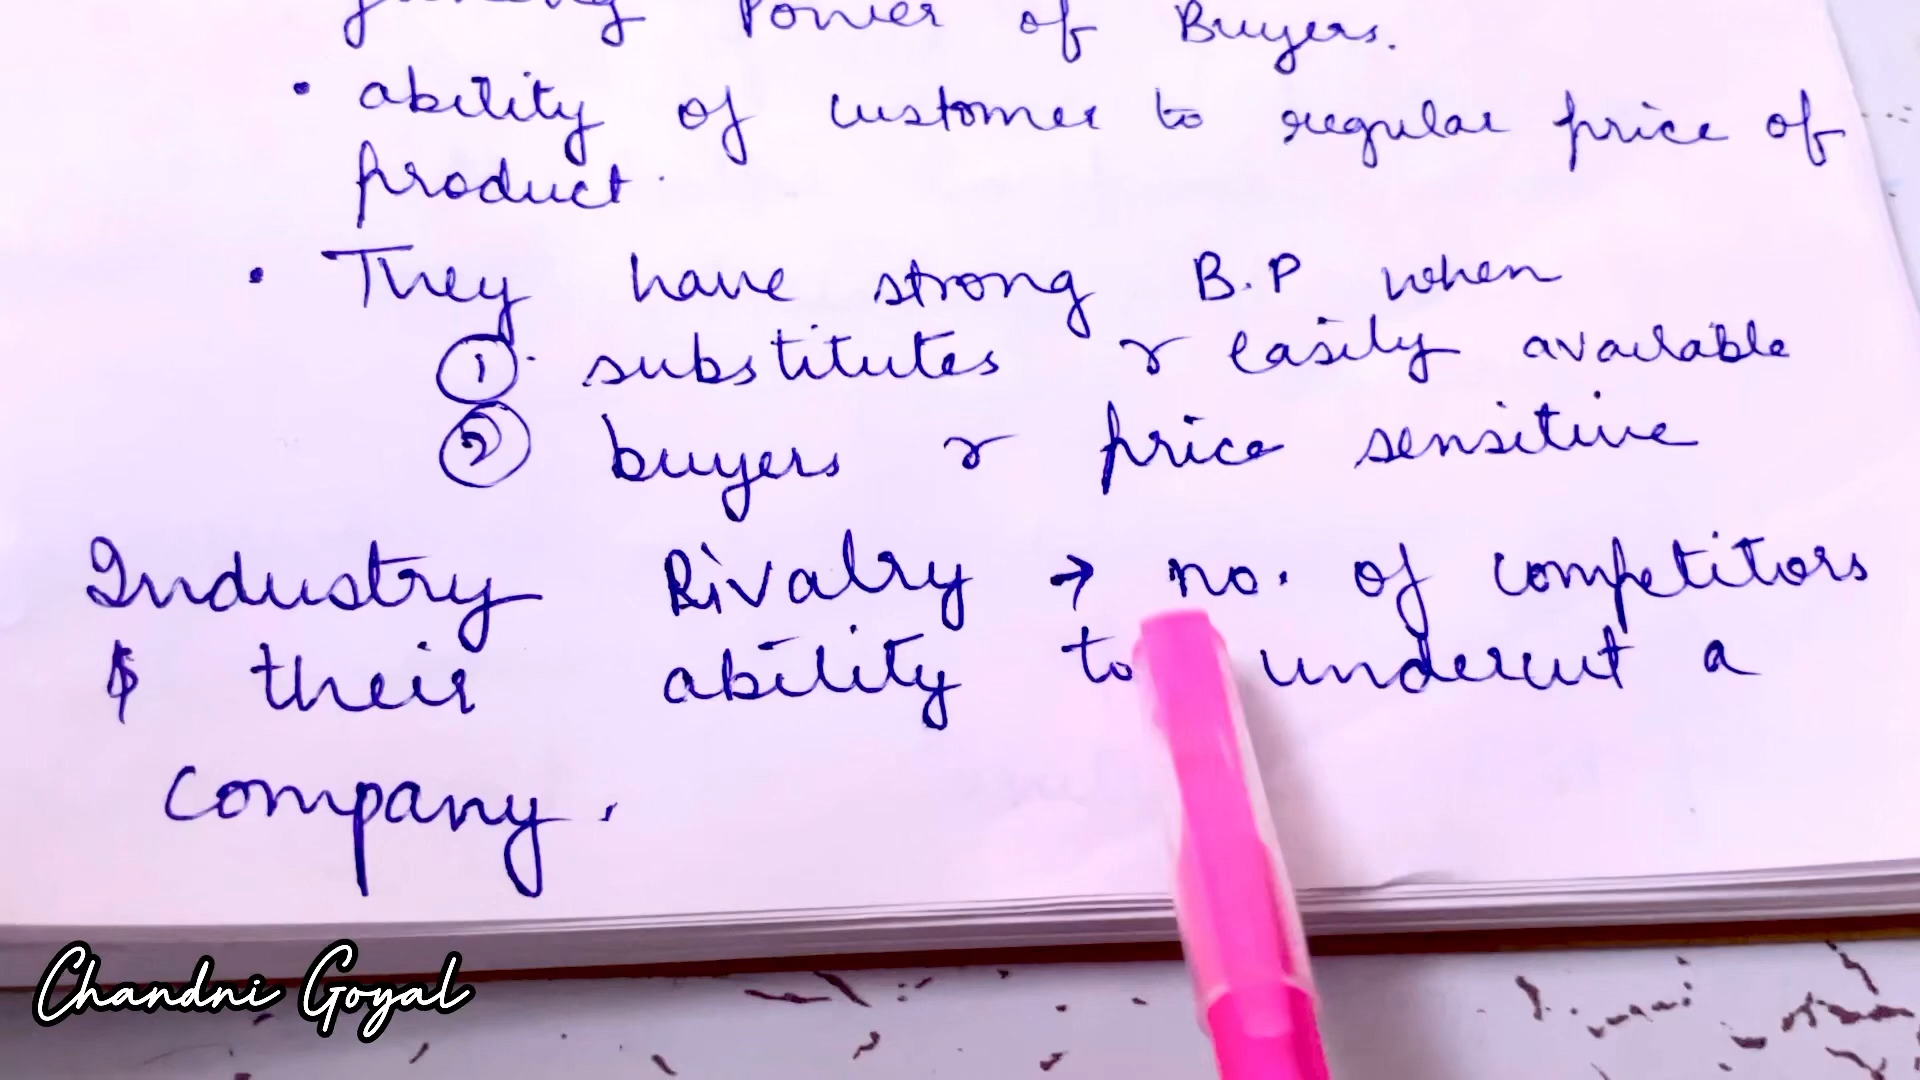 Power of Buyers.
• ability of customer to regular price of
product.
• They have strong B.P when
① substitutes r easily available
② buyers r price sensitive
Industry Rivalry → no. of competitors
& their ability to undercut a
company.
Chandni Goyal